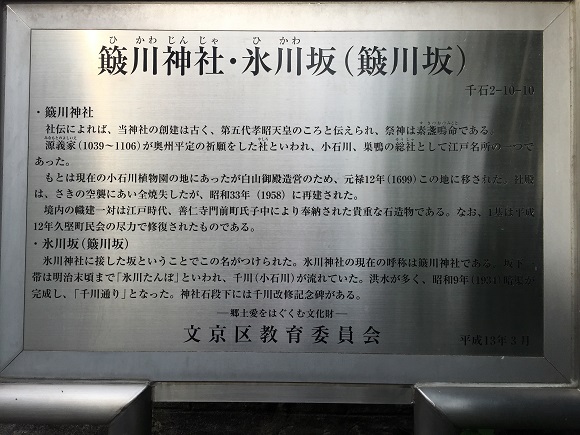 ひかわじんじゃ ひかわ
簸川神社・氷川坂(簸川坂)
千石2-10-10
・簸川神社
社伝によれば、当神社の創建は古く、第五代孝昭天皇のころと伝えられ、祭神は素盞嗚命である。
源義家(1039~1106)が奥州平定の祈願をした社といわれ、小石川、巣鴨の総社として江戸名所の一つで
あった。
もとは現在の小石川植物園の地にあったが白山御殿造営のため、元禄12年(1699)この地に移された。社殿
は、さきの空襲にあい全焼失したが、昭和33年(1958)に再建された。
境内の幟建一対は江戸時代、善仁寺門前町氏子中により奉納された貴重な石造物である。なお、1基は平成
12年久堅町民会の尽力で修復されたものである。
・氷川坂(簸川坂)
氷川神社に接した坂ということでこの名がつけられた。氷川神社の現在の呼称は簸川神社である。坂下一
帯は明治末頃まで「氷川たんぼ」といわれ、千川(小石川)が流れていた。洪水が多く、昭和9年(1934)暗渠が
完成し、「千川通り」となった。神社石段下には千川改修記念碑がある。
―郷土愛をはぐくむ文化財―
文京区教育委員会
平成13年3月